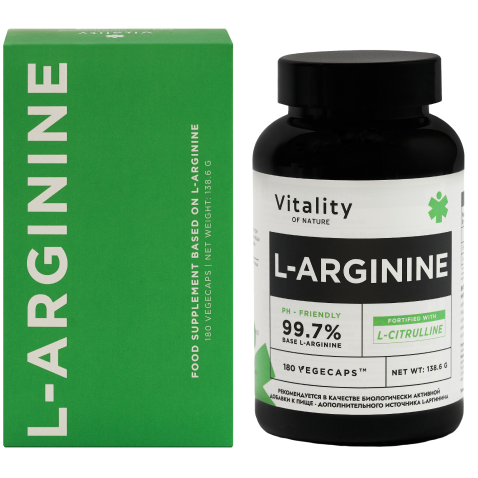 L-ARGININE
FOOD SUPPLEMENT BASED ON L-ARGININE
180 VEGECAPS | NET WEIGHT: 138.6 G
Vitality
OF NATURE
L-ARGININE
PH - FRIENDLY
99.7%
BASE L-ARGININE
FORTIFIED WITH
L-CITRULLINE
180 VEGECAPS™
NET WT: 138.6 G
РЕКОМЕНДУЕТСЯ В КАЧЕСТВЕ БИОЛОГИЧЕСКИ АКТИВНОЙ
ДОБАВКИ К ПИЩЕ - ДОПОЛНИТЕЛЬНОГО ИСТОЧНИКА L-АРГИНИНА